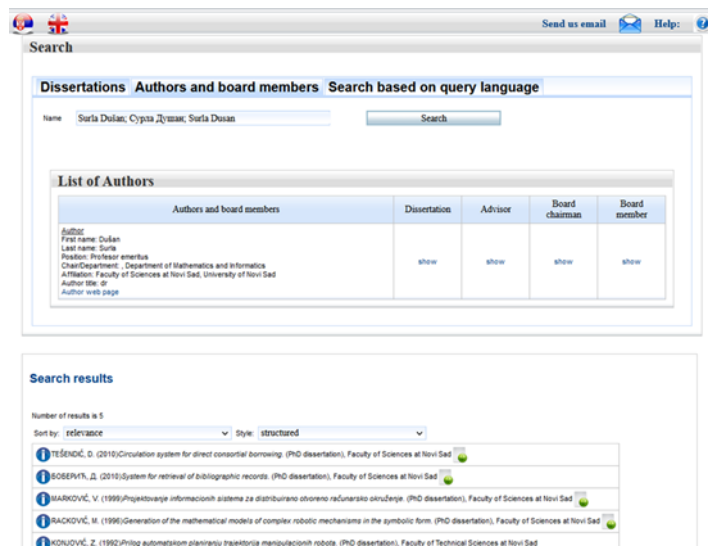 Send us email Help:
Search
Dissertations Authors and board members Search based on query language
Name Surla Dušan; Сурла Душан; Surla Dusan Search
List of Authors
Authors and board members Dissertation Advisor Board chairman Board member
Author
First name: Dušan
Last name: Surla
Position: Profesor emeritus
Chair/Department: , Department of Mathematics and Informatics
Affiliation: Faculty of Sciences at Novi Sad, University of Novi Sad
Author title: dr
Author web page
show show show show
Search results
Number of results is 5
Sort by: relevance Style: structured
TEŠENDIĆ, D. (2010)Circulation system for direct consortial borrowing. (PhD dissertation), Faculty of Sciences at Novi Sad
БОБЕРИЋ, Д. (2010)System for retrieval of bibliographic records. (PhD dissertation), Faculty of Sciences at Novi Sad
MARKOVIĆ, V. (1999)Projektovanje informacionih sistema za distribuirano otvoreno računarsko okruženje. (PhD dissertation), Faculty of Sciences at Novi Sad
RACKOVIĆ, M. (1996)Generation of the mathematical models of complex robotic mechanisms in the symbolic form. (PhD dissertation), Faculty of Sciences at Novi Sad
KONJOVIĆ, Z. (1992)Prilog automatskom planiranju trajektorija manipulacionih robota. (PhD dissertation), Faculty of Technical Sciences at Novi Sad